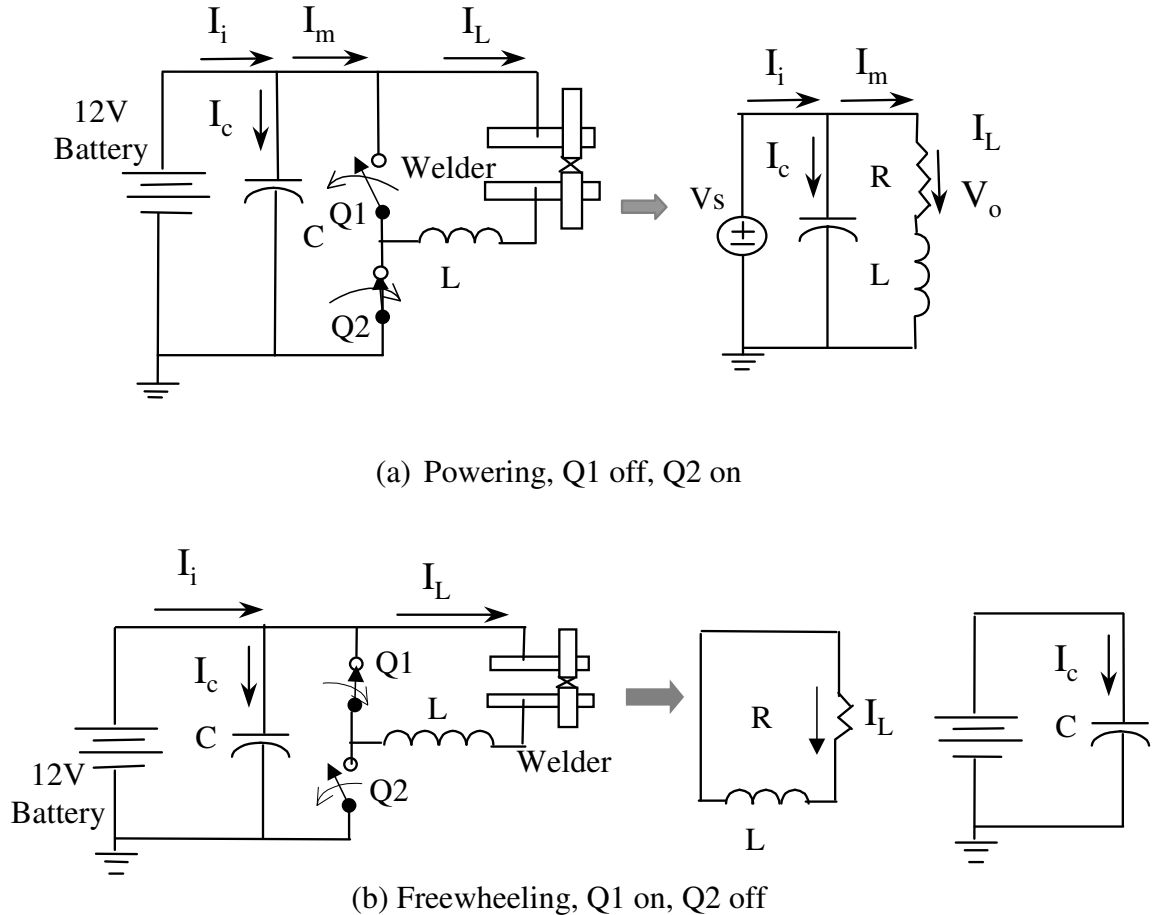 I_i I_m I_L
12V
Battery
I_c
Welder
Q1
C
L
Q2
I_i I_m
I_L
I_c
R
Vs
V_o
L
(a) Powering, Q1 off, Q2 on
I_i
I_L
Q1
I_c
L
C
12V
Battery
Q2
Welder
R
I_L
L
I_c
C
(b) Freewheeling, Q1 on, Q2 off